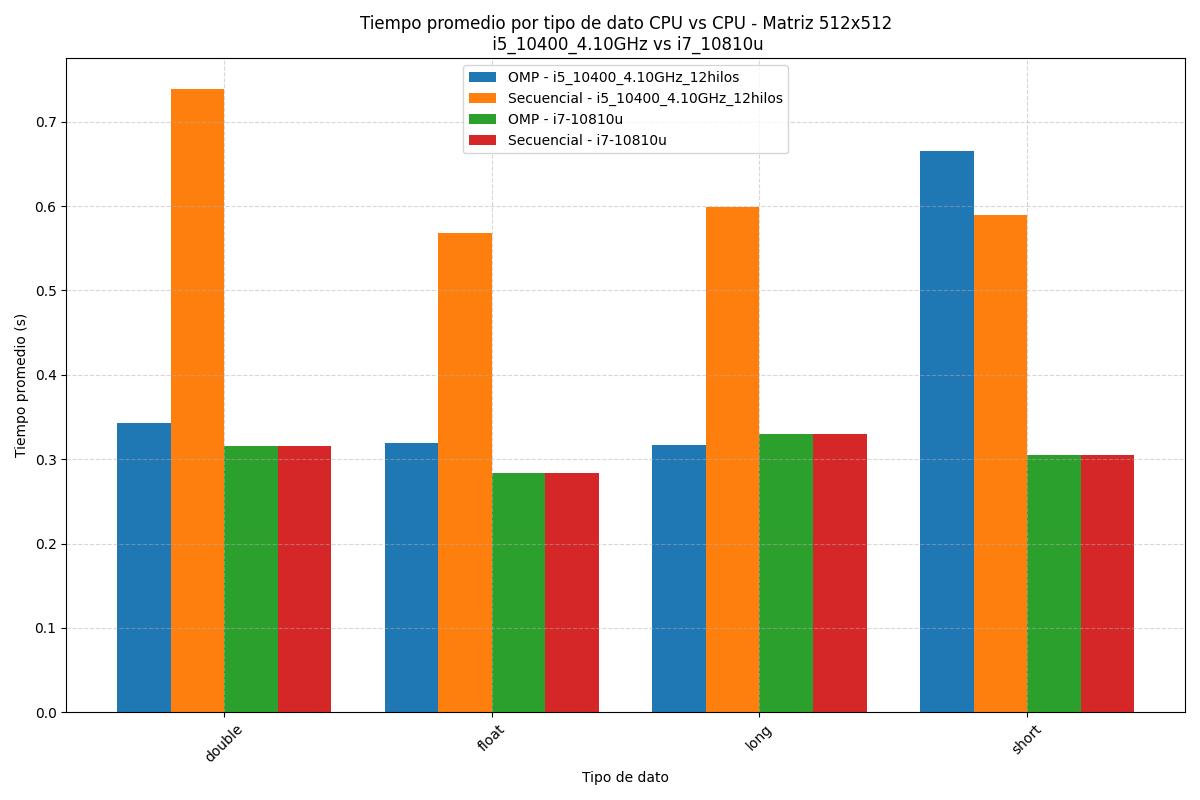 Tiempo promedio por tipo de dato CPU vs CPU - Matriz 512x512
i5_10400_4.10GHz vs i7_10810u
OMP - i5_10400_4.10GHz_12hilos
Secuencial - i5_10400_4.10GHz_12hilos
OMP - i7-10810u
Secuencial - i7-10810u
Tiempo promedio (s)
0.7
0.6
0.5
0.4
0.3
0.2
0.1
0.0
double
float
long
short
Tipo de dato